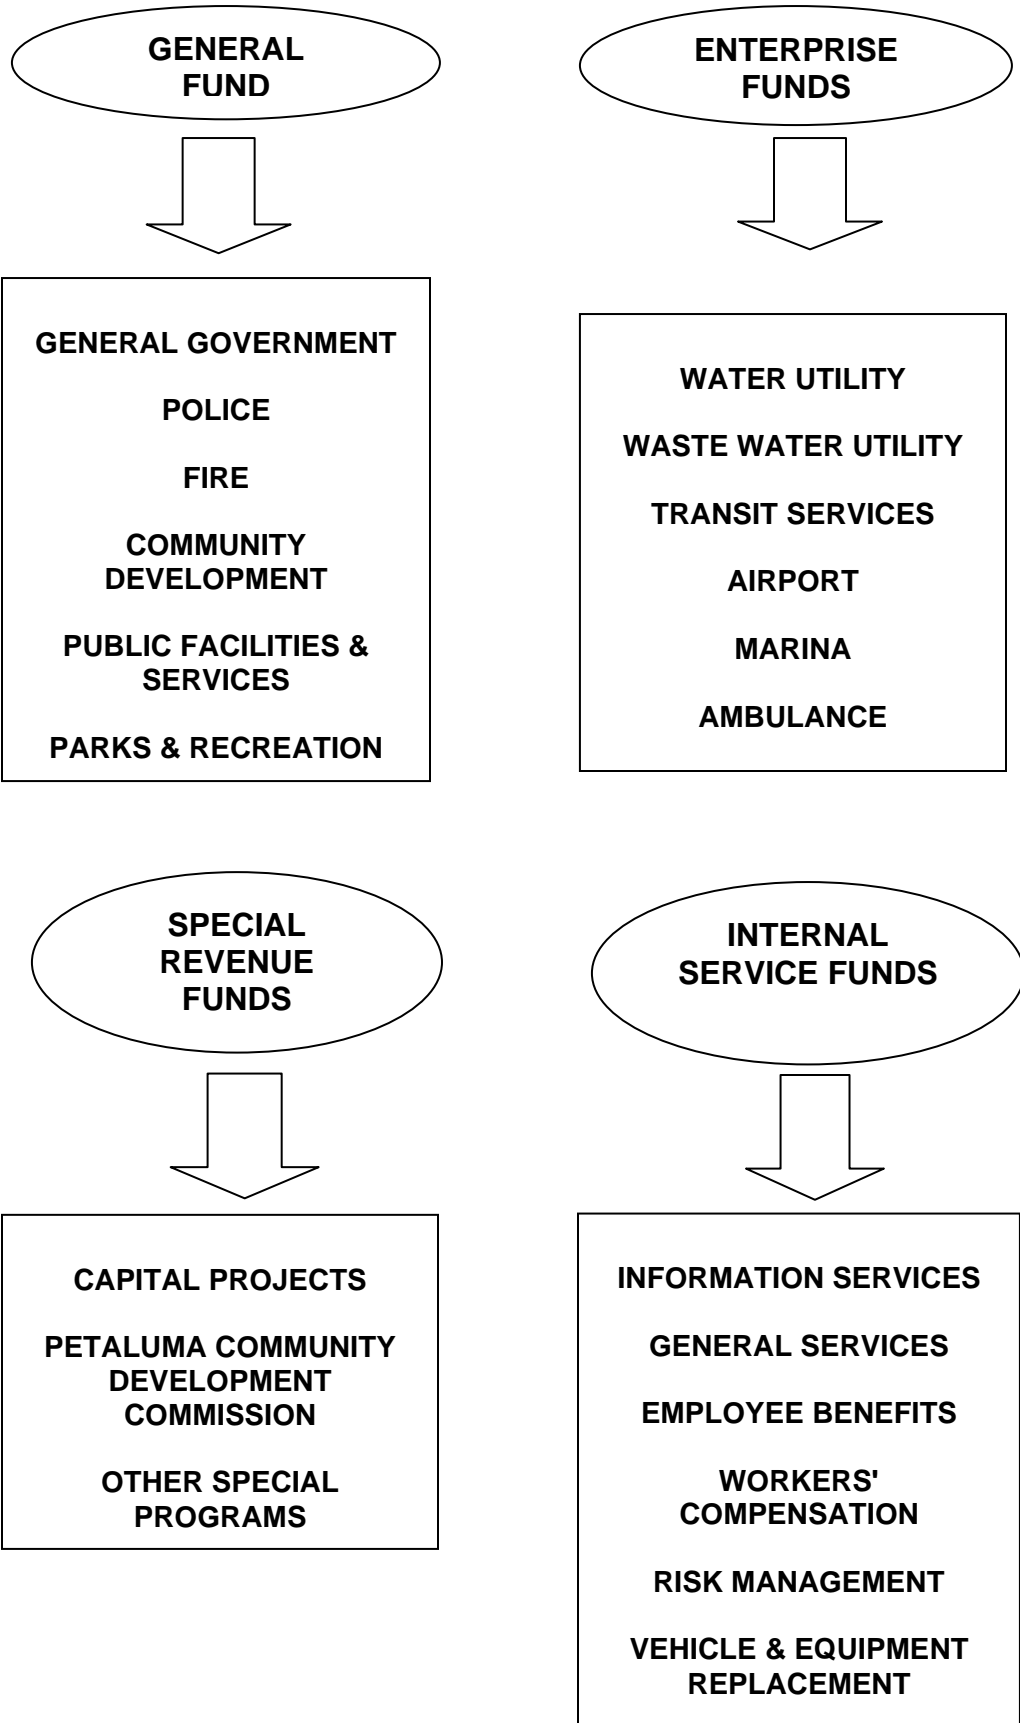 GENERAL
FUND
GENERAL GOVERNMENT
POLICE
FIRE
COMMUNITY
DEVELOPMENT
PUBLIC FACILITIES &
SERVICES
PARKS & RECREATION
ENTERPRISE
FUNDS
WATER UTILITY
WASTE WATER UTILITY
TRANSIT SERVICES
AIRPORT
MARINA
AMBULANCE
SPECIAL
REVENUE
FUNDS
CAPITAL PROJECTS
PETALUMA COMMUNITY
DEVELOPMENT
COMMISSION
OTHER SPECIAL
PROGRAMS
INTERNAL
SERVICE FUNDS
INFORMATION SERVICES
GENERAL SERVICES
EMPLOYEE BENEFITS
WORKERS'
COMPENSATION
RISK MANAGEMENT
VEHICLE & EQUIPMENT
REPLACEMENT